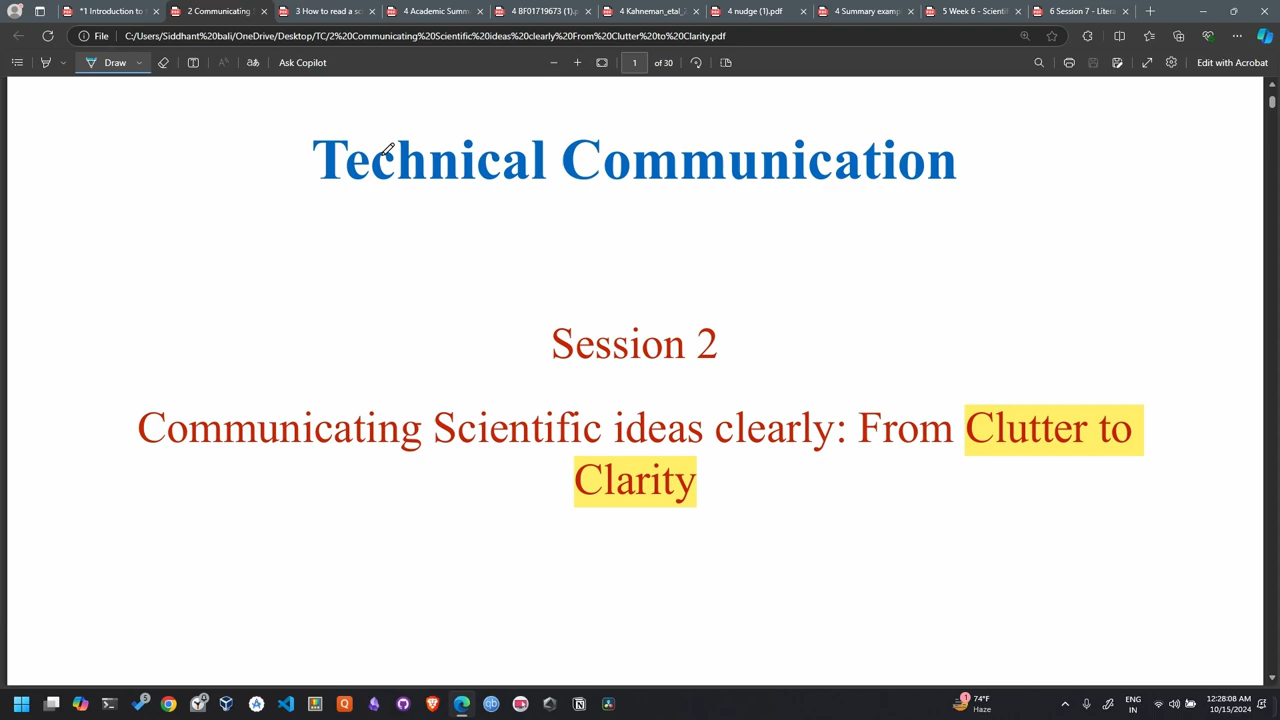 *1 Introduction to
2 Communicating
3 How to read a sc
4 Academic Summ
4 BF01719673 (1).p
4 Kahneman_etal_
4 nudge (1).pdf
4 Summary examp
5 Week 6 - Scientif
6 Session 7 - Litera
File C:/Users/Siddhant%20bali/OneDrive/Desktop/TC/2%20Communicating%20Scientific%20ideas%20clearly%20From%20Clutter%20to%20Clarity.pdf
Draw Ask Copilot 1 of 30 Edit with Acrobat
Technical Communication
Session 2
Communicating Scientific ideas clearly: From Clutter to
Clarity
74°F
Haze
ENG
IN
12:28:08 AM
10/15/2024